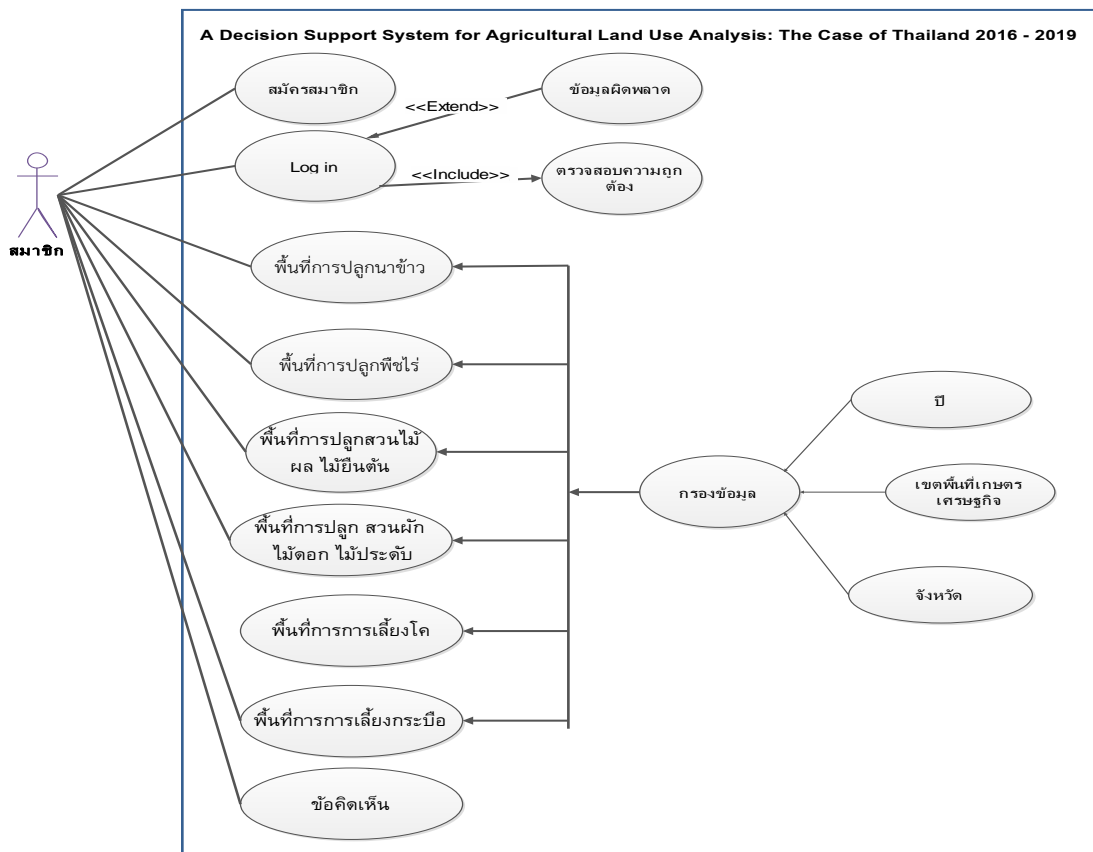 A Decision Support System for Agricultural Land Use Analysis: The Case of Thailand 2016 - 2019
สมัครสมาชิก
ข้อมูลผิดพลาด
<<Extend>>
Log in
<<Include>>
ตรวจสอบความถูก
ต้อง
สมาชิก
พื้นที่การปลูกนาข้าว
พื้นที่การปลูกพืชไร่
พื้นที่การปลูกสวนไม้
ผล ไม้ยืนต้น
พื้นที่การปลูก สวนผัก
ไม้ดอก ไม้ประดับ
พื้นที่การการเลี้ยงโค
พื้นที่การการเลี้ยงกระบือ
ข้อคิดเห็น
กรองข้อมูล
ปี
เขตพื้นที่เกษตร
เศรษฐกิจ
จังหวัด